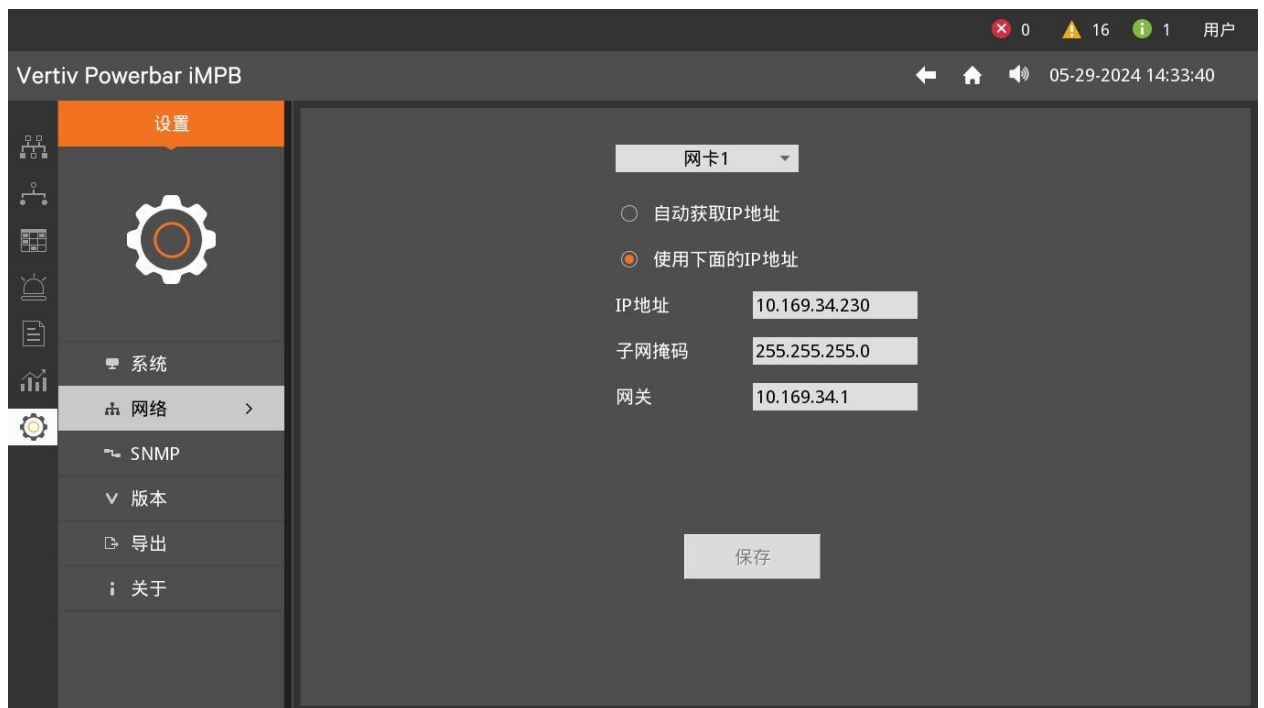 0 16 1 用户
Vertiv Powerbar iMPB 05-29-2024 14:33:40
设置
系统
网络
SNMP
版本
导出
关于
网卡1
自动获取IP地址
使用下面的IP地址
IP地址 10.169.34.230
子网掩码 255.255.255.0
网关 10.169.34.1
保存